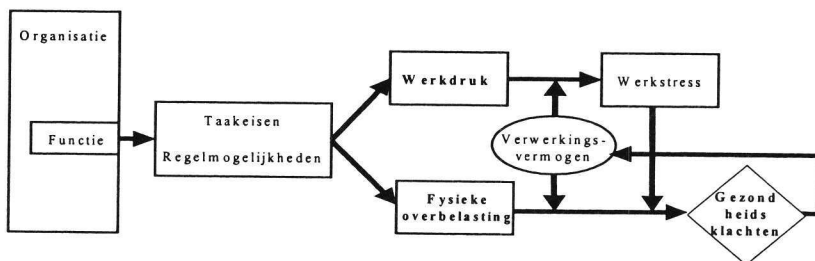 Organisatie
Functie
Taakeisen
Regelmogelijkheden
Werkdruk
Werkstress
Verwerkings-
vermogen
Fysieke
overbelasting
Gezond
heids
klachten